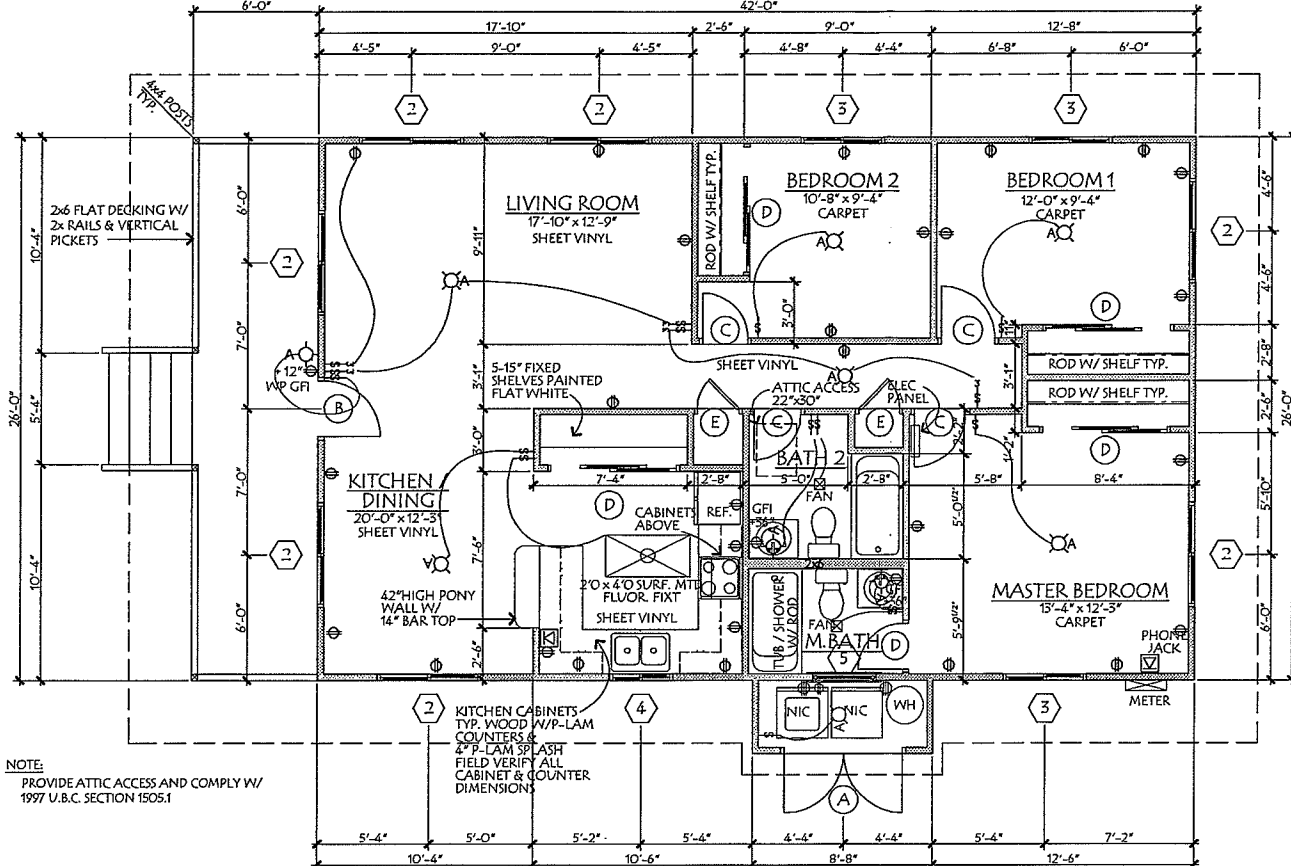 6'-0"
42'-0"
17'-10"
2'-6"
9'-0"
12'-8"
4'-5"
9'-0"
4'-5"
4'-8"
4'-4"
6'-8"
6'-0"
4x4 POSTS
TYP.
2
2
3
3
2x6 FLAT DECKING W/
2x RAILS & VERTICAL
PICKETS
LIVING ROOM
17'-10" x 12'-9"
SHEET VINYL
ROD W/ SHELF TYP.
BEDROOM 2
10'-8" x 9'-4"
CARPET
D
A
BEDROOM 1
12'-0" x 9'-4"
CARPET
A
26'-0"
10'-4"
5'-4"
10'-4"
6'-0"
7'-0"
7'-0"
6'-0"
2
2
9'-11"
3'-1"
3'-0"
7'-6"
2'-6"
A
A
+12"
WP GFI
B
C
3'-0"
C
D
11"
ROD W/ SHELF TYP.
ROD W/ SHELF TYP.
D
2
2
4'-6"
4'-6"
2'-8"
2'-6"
5'-10"
6'-0"
26'-0"
5-15" FIXED
SHELVES PAINTED
FLAT WHITE
SHEET VINYL
A
ATTIC ACCESS
22"x30"
ELEC
PANEL
3'-1"
E
C
E
C
2'-2"
1'-2"
BATH 2
7'-4"
2'-8"
5'-0"
2'-8"
5'-8"
8'-4"
KITCHEN
DINING
20'-0" x 12'-3"
SHEET VINYL
A
D
CABINETS
ABOVE
REF.
GFI
+36"
FAN
5'-0 1/2"
2x6
A
42" HIGH PONY
WALL W/
14" BAR TOP
2'0 x 4'0 SURF. MT.
FLUOR. FIXT
SHEET VINYL
TUB / SHOWER
W/ ROD
FAN
M.BATH
D
5
5'-9 1/2"
MASTER BEDROOM
13'-4" x 12'-3"
CARPET
PHONE
JACK
METER
2
4
3
KITCHEN CABINETS
TYP. WOOD W/P-LAM
COUNTERS &
4" P-LAM SPLASH
FIELD VERIFY ALL
CABINET & COUNTER
DIMENSIONS
NIC
NIC
WH
A
A
NOTE:
PROVIDE ATTIC ACCESS AND COMPLY W/
1997 U.B.C. SECTION 1505.1
5'-4"
5'-0"
5'-2"
5'-4"
4'-4"
4'-4"
5'-4"
7'-2"
10'-4"
10'-6"
8'-8"
12'-6"